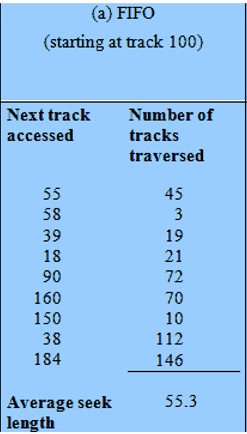 (a) FIFO
(starting at track 100)
Next track accessed Number of tracks traversed
55 45
58 3
39 19
18 21
90 72
160 70
150 10
38 112
184 146
Average seek length 55.3